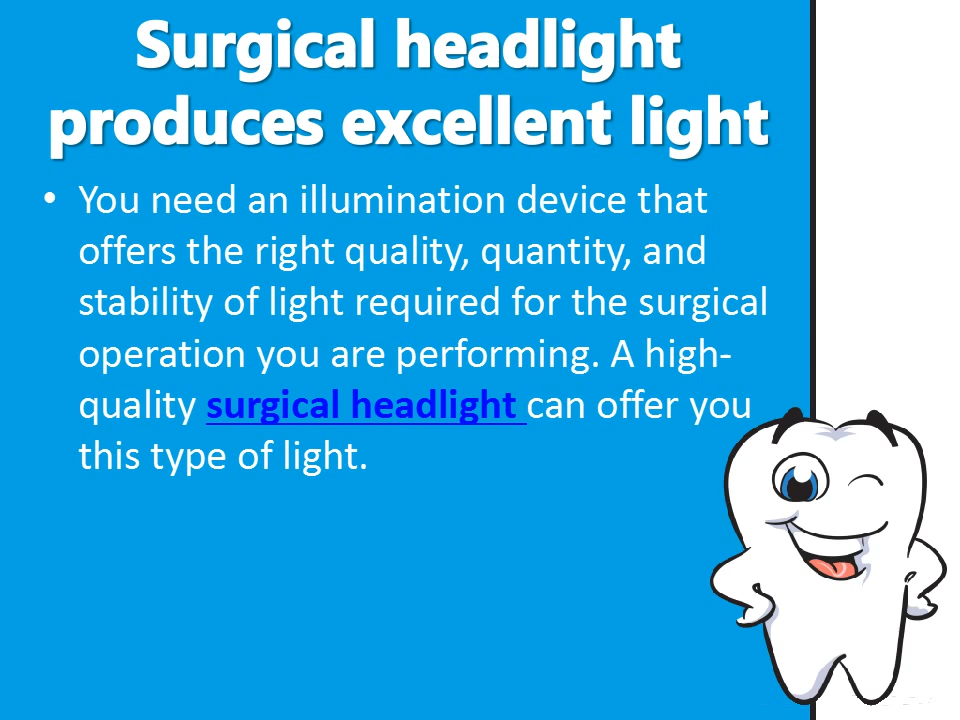 Surgical headlight
produces excellent light
• You need an illumination device that
offers the right quality, quantity, and
stability of light required for the surgical
operation you are performing. A high-
quality surgical headlight can offer you
this type of light.